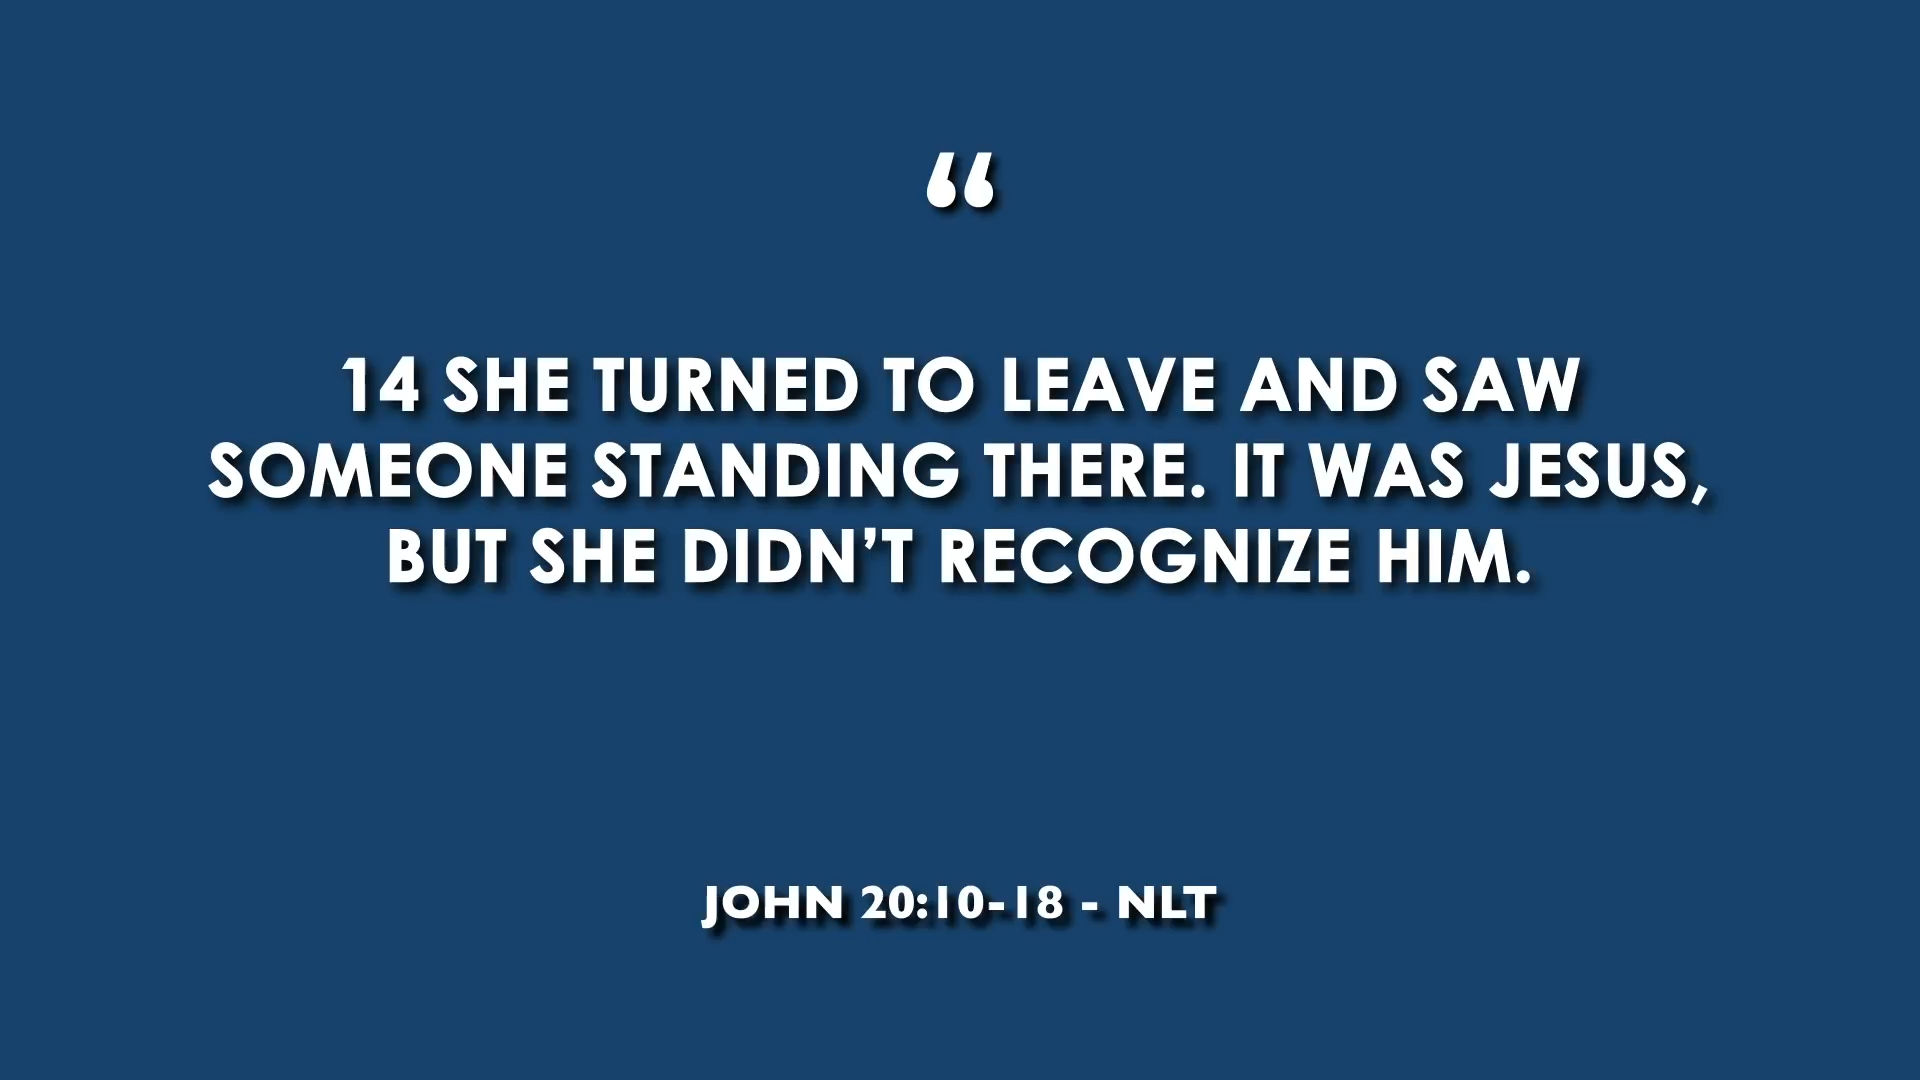 “
14 SHE TURNED TO LEAVE AND SAW
SOMEONE STANDING THERE. IT WAS JESUS,
BUT SHE DIDN’T RECOGNIZE HIM.
JOHN 20:10-18 - NLT